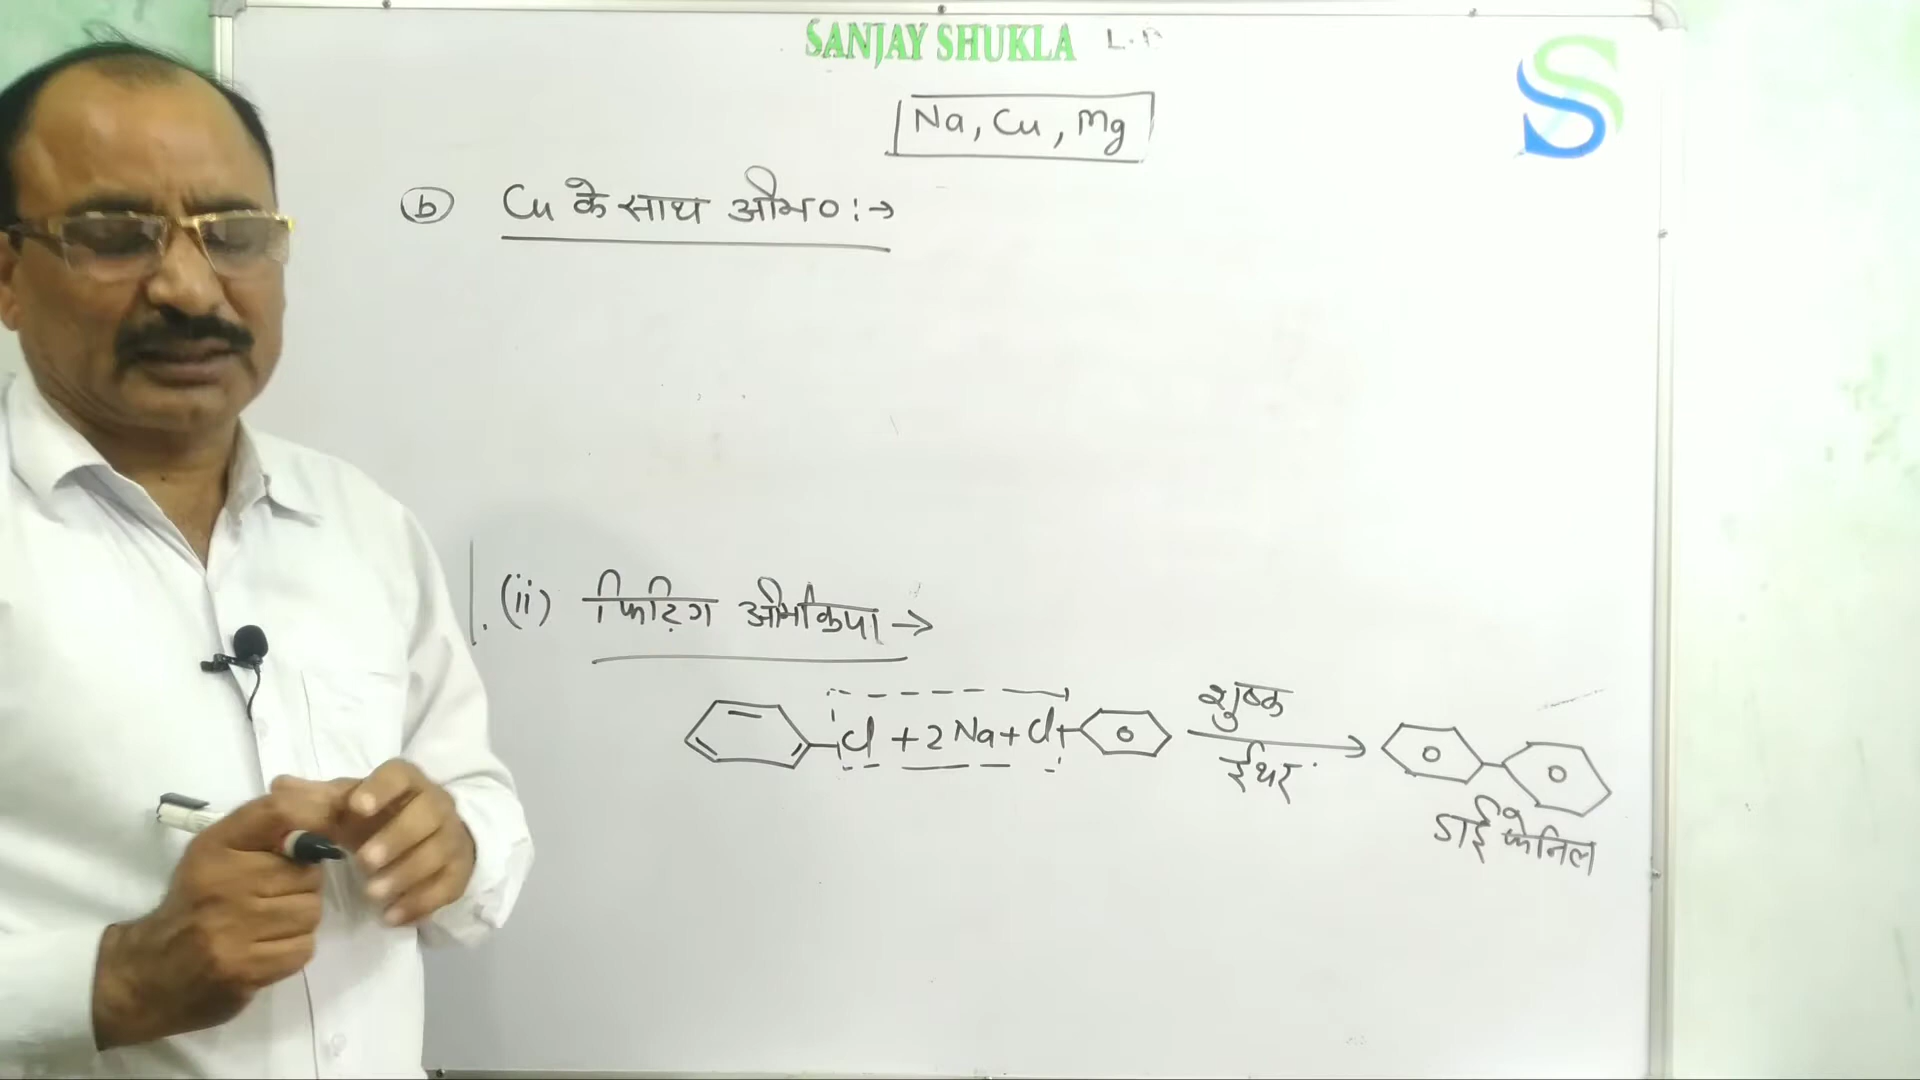 SANJAY SHUKLA
Na, Cu, Mg
(b) Cu के साथ अभि० :→
(ii) फिटिग अभिक्रिया →
Cl + 2Na + Cl
शुष्क
ईथर
डाई फेनिल